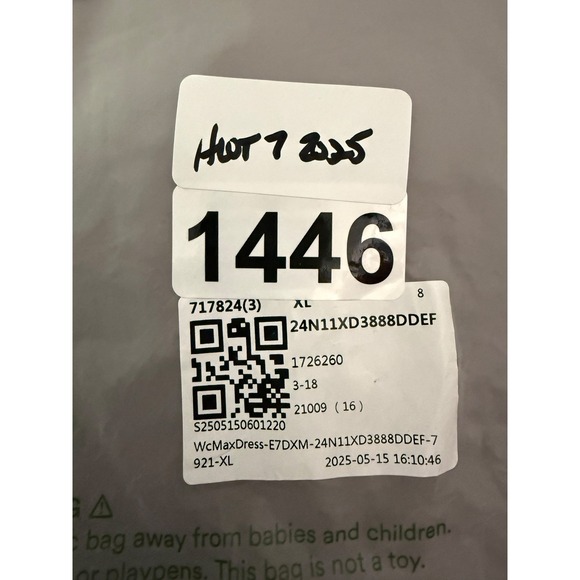 HWT 7 2025
1446
717824(3) XL 8
24N11XD3888DDEF
1726260
3-18
21009 (16)
S2505150601220
WcMaxDress-E7DXM-24N11XD3888DDEF-7
921-XL 2025-05-15 16:10:46
G ⚠
bag away from babies and children.
or playpens. This bag is not a toy.